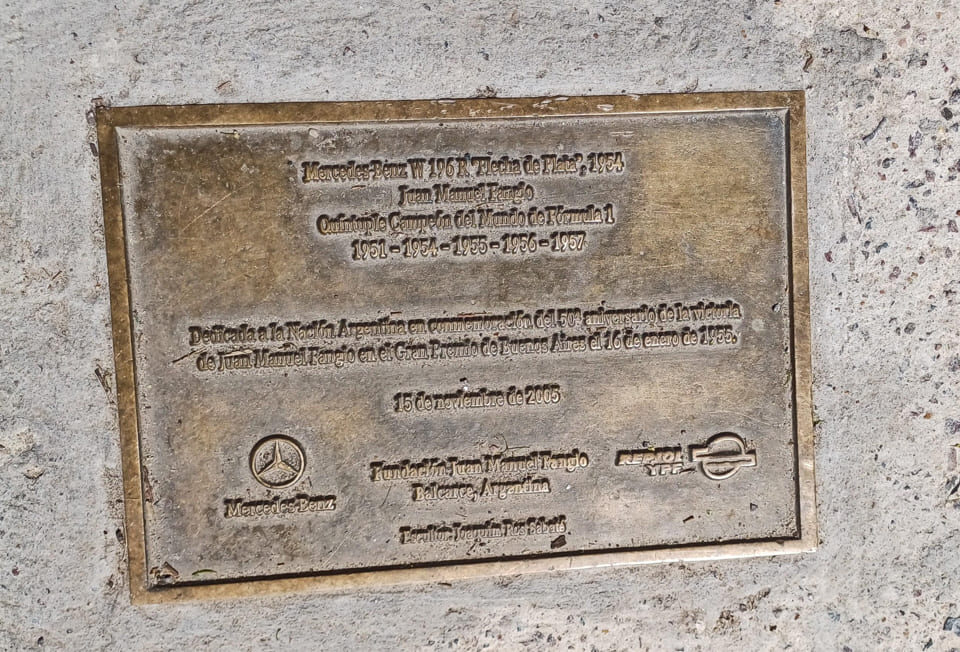 Mercedes-Benz W 196 R "Flecha de Plata", 1954
Juan Manuel Fangio
Quíntuple Campeón del Mundo de Fórmula 1
1951 - 1954 - 1955 - 1956 - 1957
Dedicada a la Nación Argentina en conmemoración del 50º aniversario de la victoria
de Juan Manuel Fangio en el Gran Premio de Buenos Aires el 16 de enero de 1955.
15 de noviembre de 2005
Mercedes-Benz
Fundación Juan Manuel Fangio
Balcarce, Argentina
REPSOL
YPF
Escultor: Joaquím Ros Sabaté